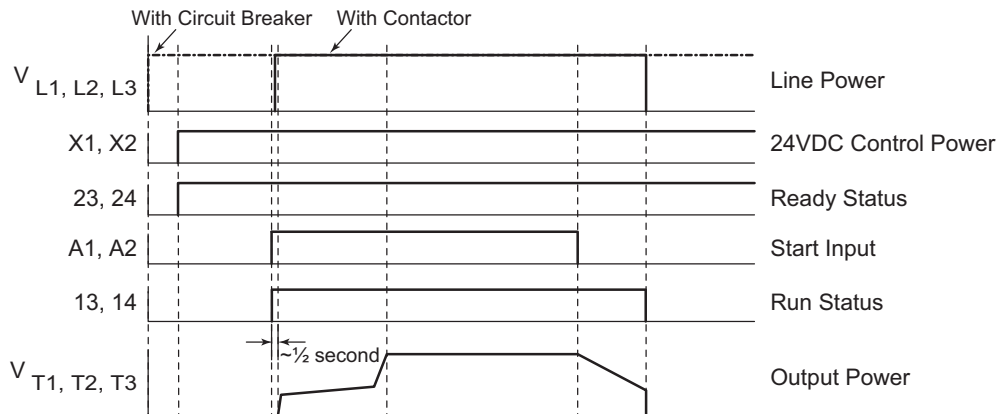 With Circuit Breaker
With Contactor
V L1, L2, L3
Line Power
X1, X2
24VDC Control Power
23, 24
Ready Status
A1, A2
Start Input
13, 14
Run Status
~½ second
V T1, T2, T3
Output Power